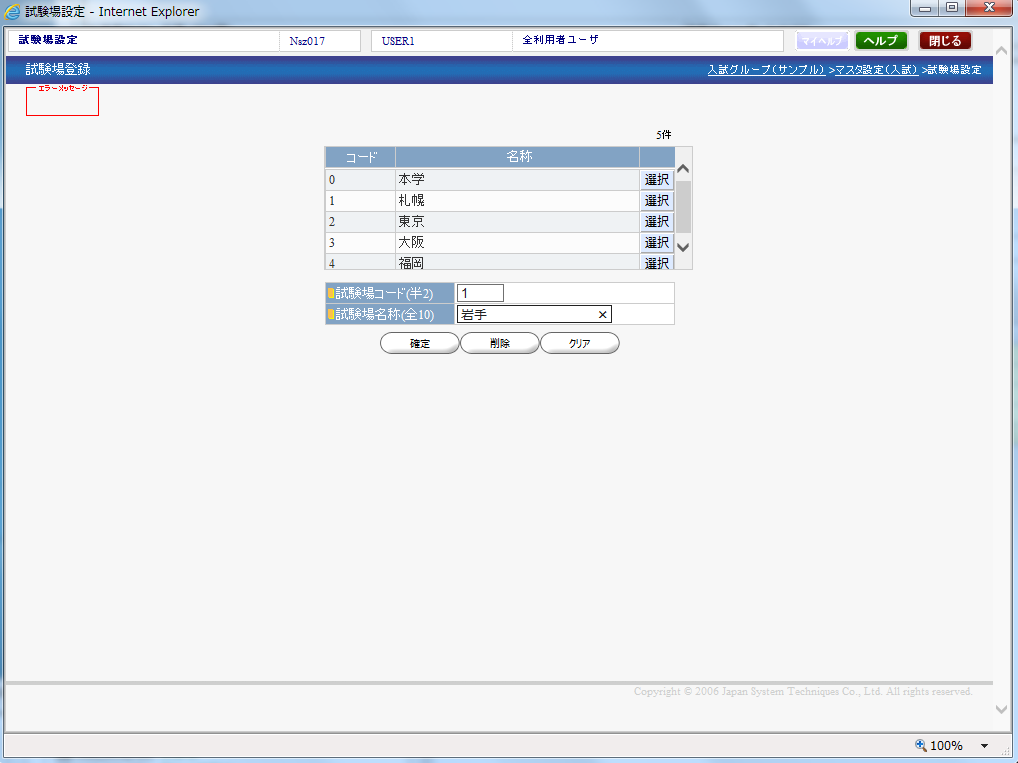 試験場設定 - Internet Explorer
試験場設定 Nsz017 USER1 全利用者ユーザ マイヘルプ ヘルプ 閉じる
試験場登録 入試グループ(サンプル) >マスタ設定(入試) >試験場設定
エラーメッセージ
5件
コード 名称
0 本学 選択
1 札幌 選択
2 東京 選択
3 大阪 選択
4 福岡 選択
試験場コード(半2) 1
試験場名称(全10) 岩手 ×
確定 削除 クリア
Copyright © 2006 Japan System Techniques Co., Ltd. All rights reserved.
100%